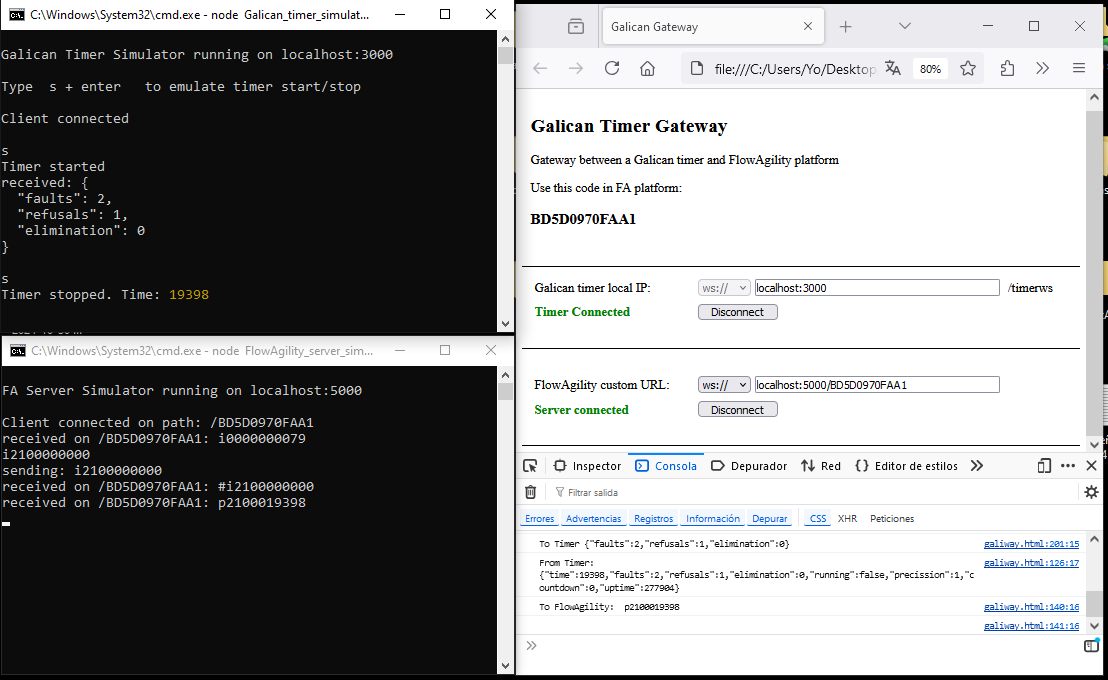 C:\Windows\System32\cmd.exe - node Galican_timer_simulat...
Galican Timer Simulator running on localhost:3000
Type s + enter to emulate timer start/stop
Client connected
s
Timer started
received: {
"faults": 2,
"refusals": 1,
"elimination": 0
}
s
Timer stopped. Time: 19398
C:\Windows\System32\cmd.exe - node FlowAgility_server_sim...
FA Server Simulator running on localhost:5000
Client connected on path: /BD5D0970FAA1
received on /BD5D0970FAA1: i0000000079
i2100000000
sending: i2100000000
received on /BD5D0970FAA1: #i2100000000
received on /BD5D0970FAA1: p2100019398
Galican Gateway
file:///C:/Users/Yo/Desktop
80%
Galican Timer Gateway
Gateway between a Galican timer and FlowAgility platform
Use this code in FA platform:
BD5D0970FAA1
Galican timer local IP: ws:// localhost:3000 /timerws
Timer Connected Disconnect
FlowAgility custom URL: ws:// localhost:5000/BD5D0970FAA1
Server connected Disconnect
Inspector Consola Depurador Red Editor de estilos
Filtrar salida
Errores Advertencias Registros Información Depurar CSS XHR Peticiones
To Timer {"faults":2,"refusals":1,"elimination":0} galiway.html:201:15
From Timer: galiway.html:126:17
{"time":19398,"faults":2,"refusals":1,"elimination":0,"running":false,"precission":1,"c
ountdown":0,"uptime":277904}
To FlowAgility: p2100019398 galiway.html:140:16
galiway.html:141:16